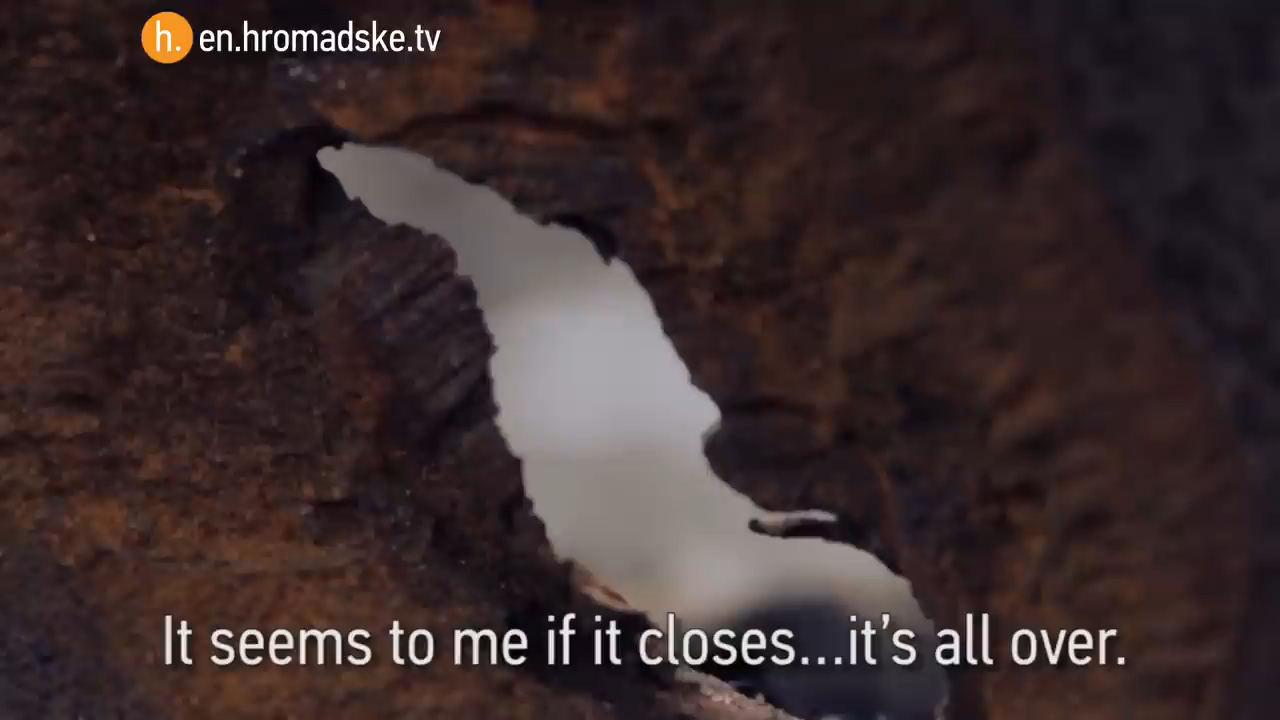 h. en.hromadske.tv
It seems to me if it closes...it's all over.